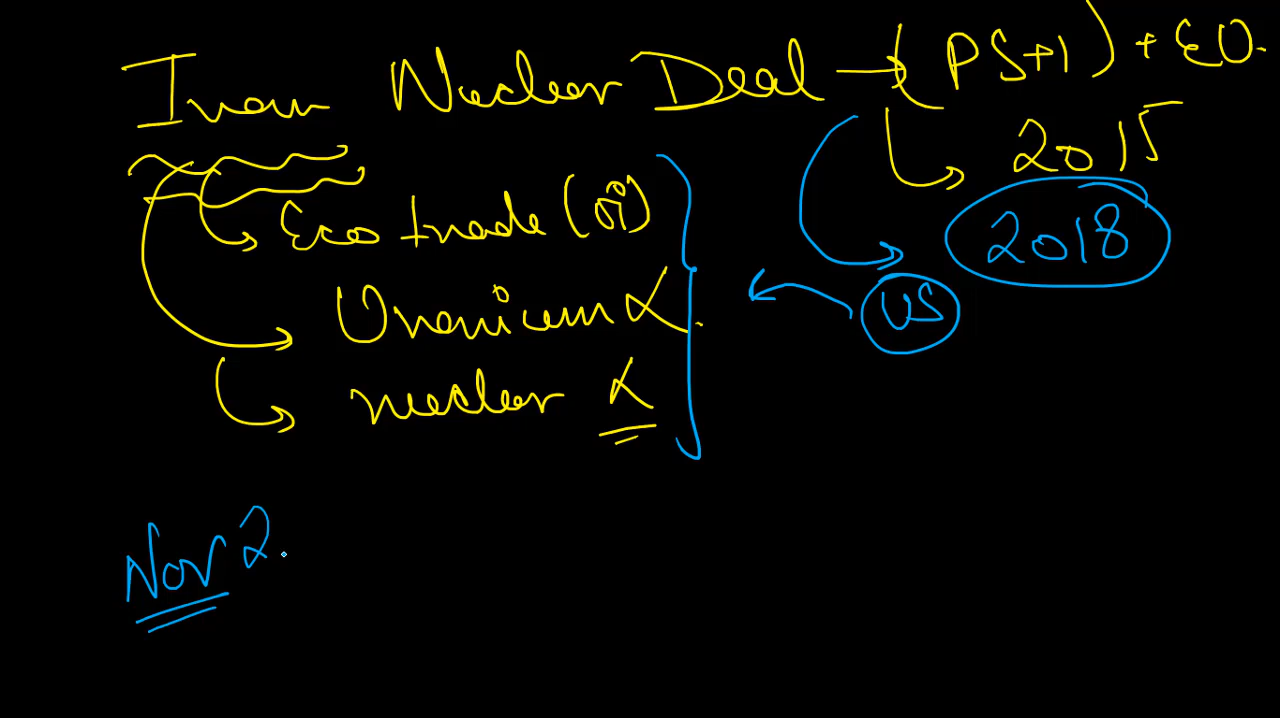 Iran Nuclear Deal → (P5+1) + EU.
2015
2018
Eco trade (oil)
US
Uranium X
nuclear X
Nov 2